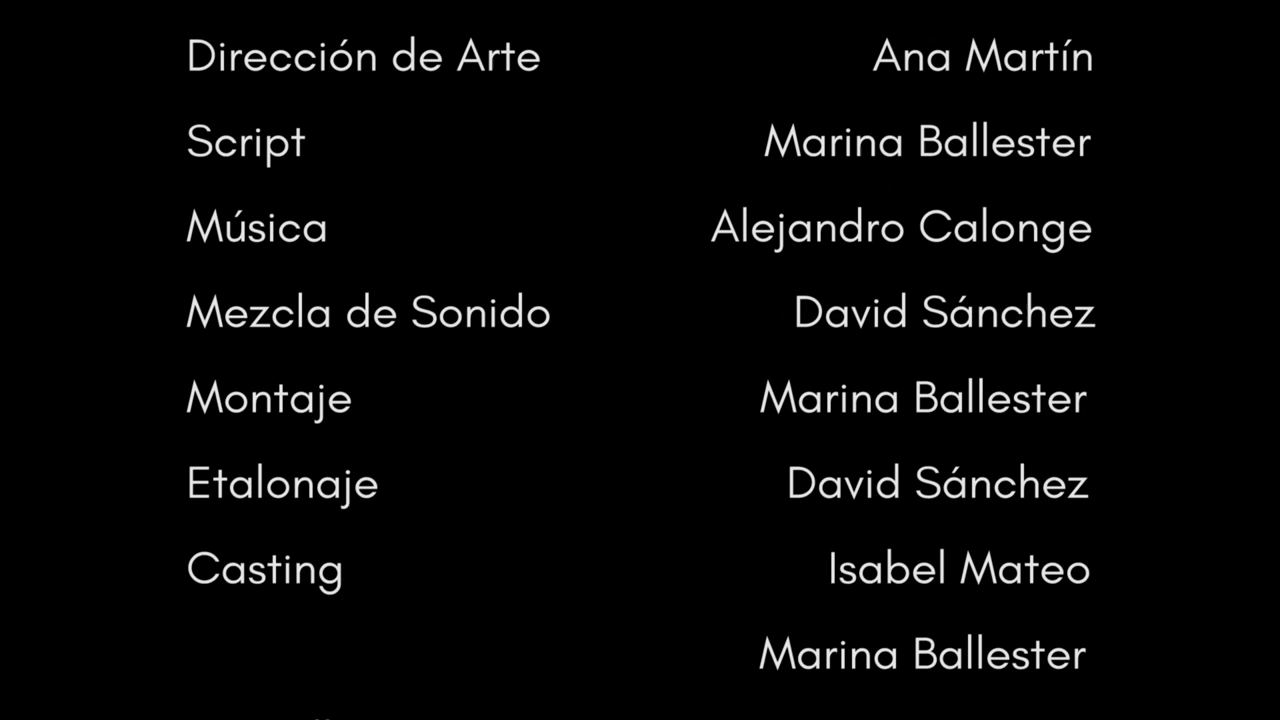 Dirección de Arte Ana Martín
Script Marina Ballester
Música Alejandro Calonge
Mezcla de Sonido David Sánchez
Montaje Marina Ballester
Etalonaje David Sánchez
Casting Isabel Mateo
Marina Ballester